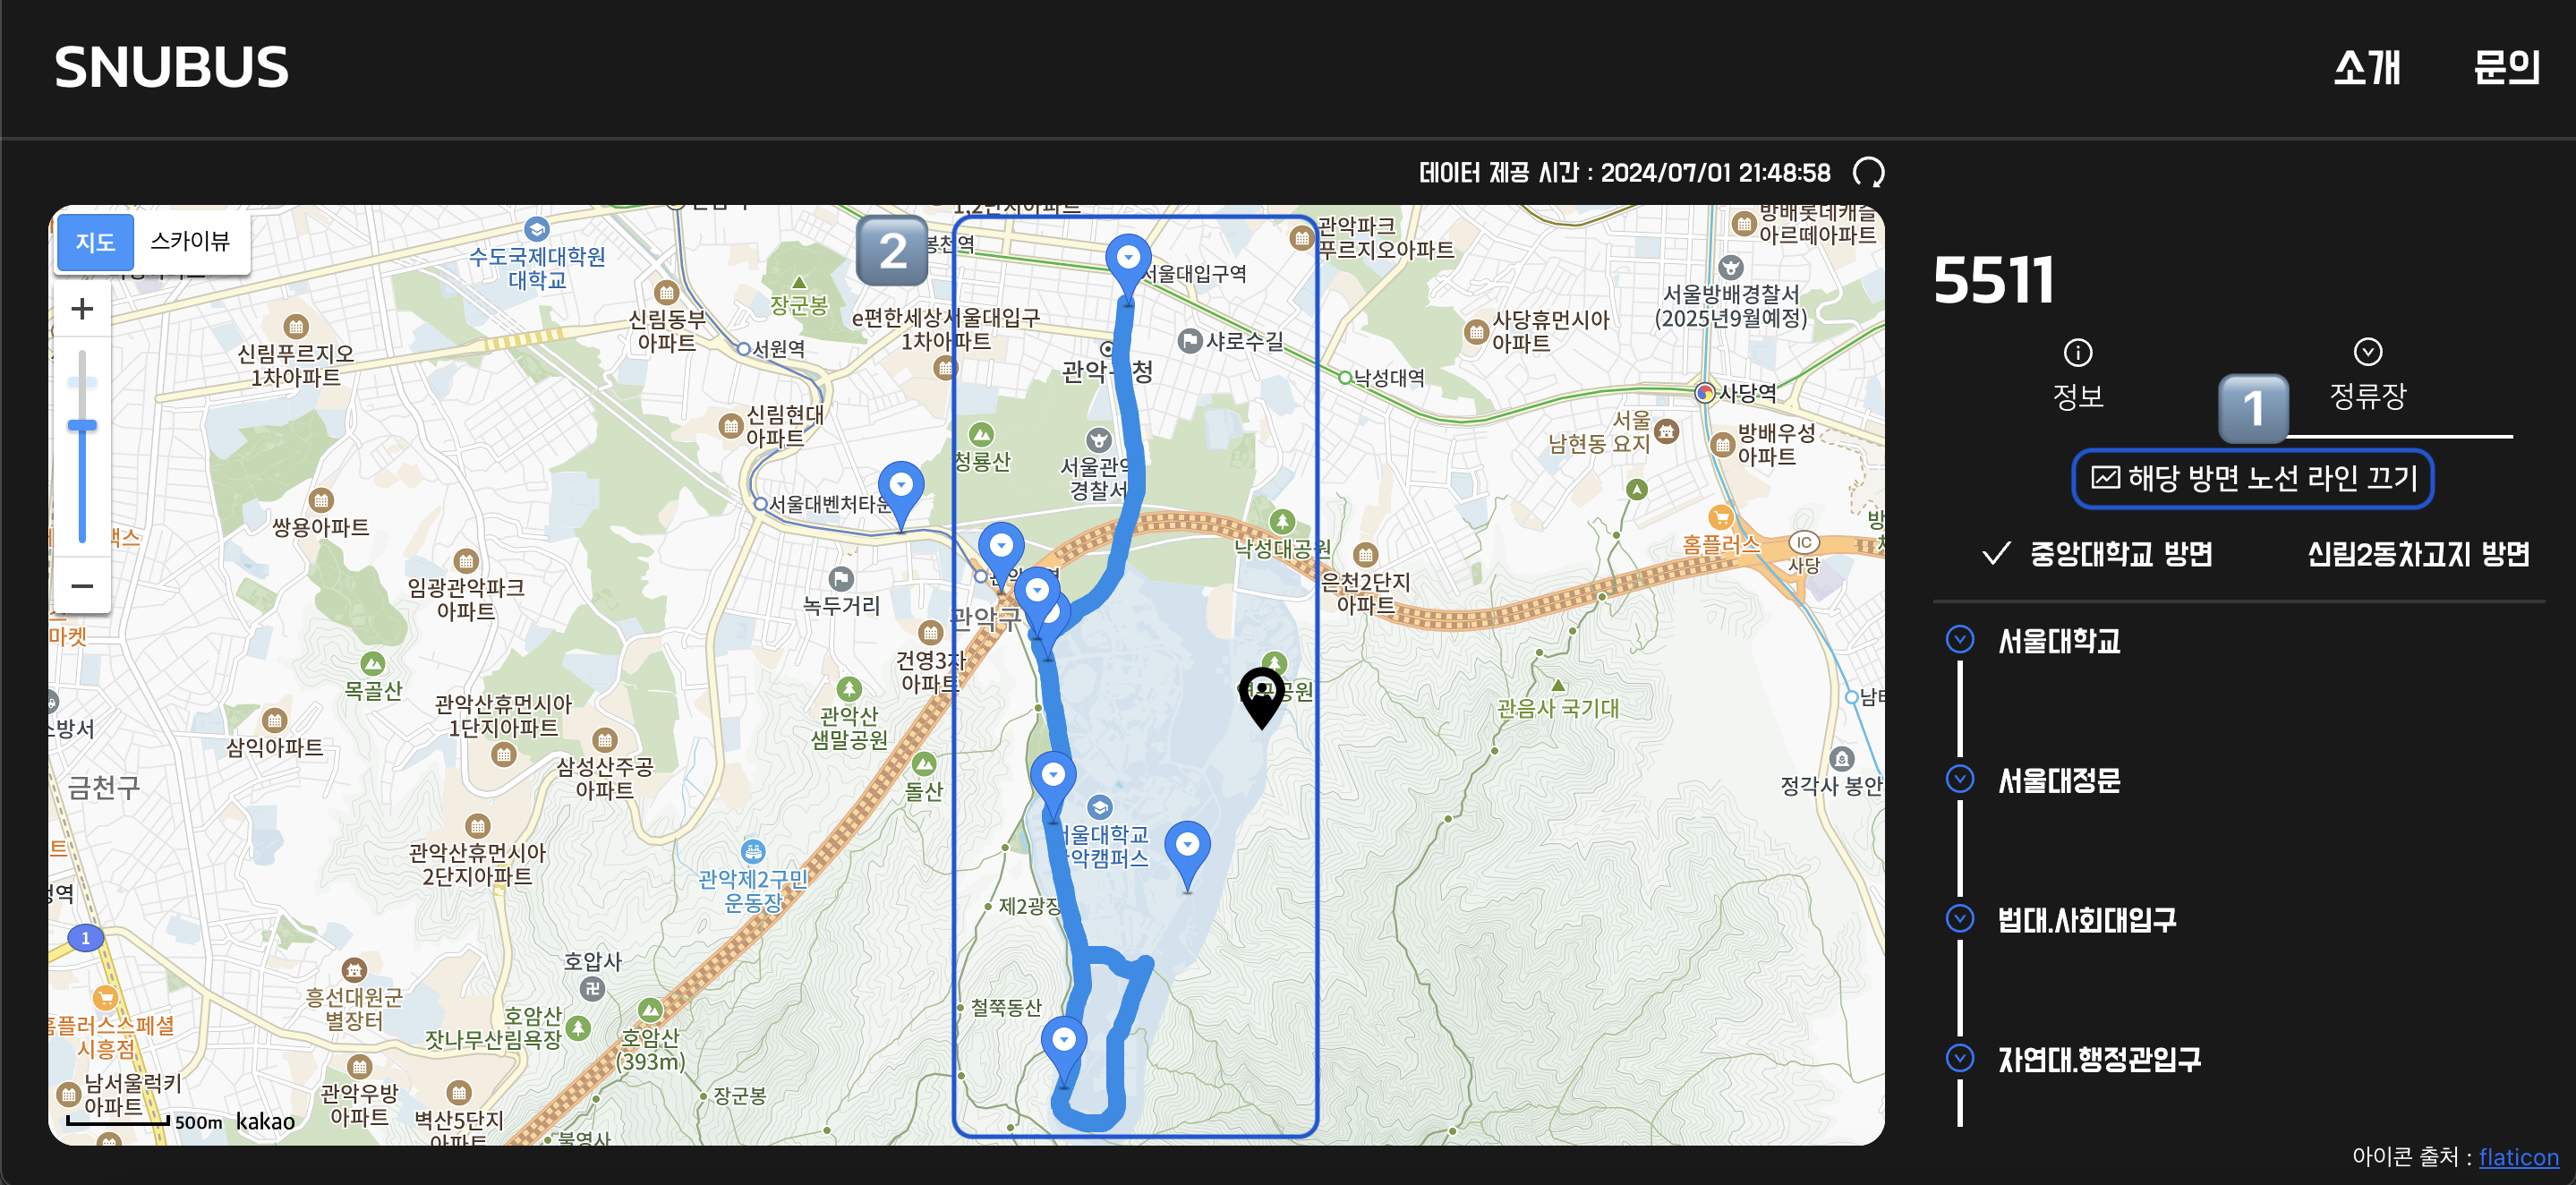 SNUBUS
소개
문의
데이터 제공 시간 : 2024/07/01 21:48:58
지도
스카이뷰
수도국제대학원
대학교
장군봉
2
봉천역
서울대입구역
관악파크
푸르지오아파트
방배롯데캐슬
아르떼아파트
서울방배경찰서
(2025년9월예정)
신림동부
아파트
e편한세상서울대입구
1차아파트
서원역
샤로수길
사당휴먼시아
아파트
신림푸르지오
1차아파트
낙성대역
사당역
신림현대
아파트
서울
남현동 요지
방배우성
아파트
청룡산
서울관악
경찰서
서울대벤처타운
쌍용아파트
낙성대공원
홈플러스
IC
사당
임광관악파크
아파트
녹두거리
은천2단지
아파트
관악구
마켓
건영3차
아파트
목골산
관악산휴먼시아
1단지아파트
관악산
샘말공원
관음사 국기대
삼익아파트
삼성산주공
아파트
금천구
돌산
정각사 봉안
서울대학교
관악캠퍼스
관악산휴먼시아
2단지아파트
관악제2구민
운동장
제2광장
1
호압사
흥선대원군
별장터
철쭉동산
홈플러스스페셜
시흥점
호암산
잣나무산림욕장
호암산
(393m)
남서울럭키
아파트
관악우방
아파트
벽산5단지
아파트
장군봉
불영사
500m
kakao
5511
정보
1
정류장
해당 방면 노선 라인 끄기
중앙대학교 방면
신림2동차고지 방면
서울대학교
서울대정문
법대.사회대입구
자연대.행정관입구
아이콘 출처 : flaticon